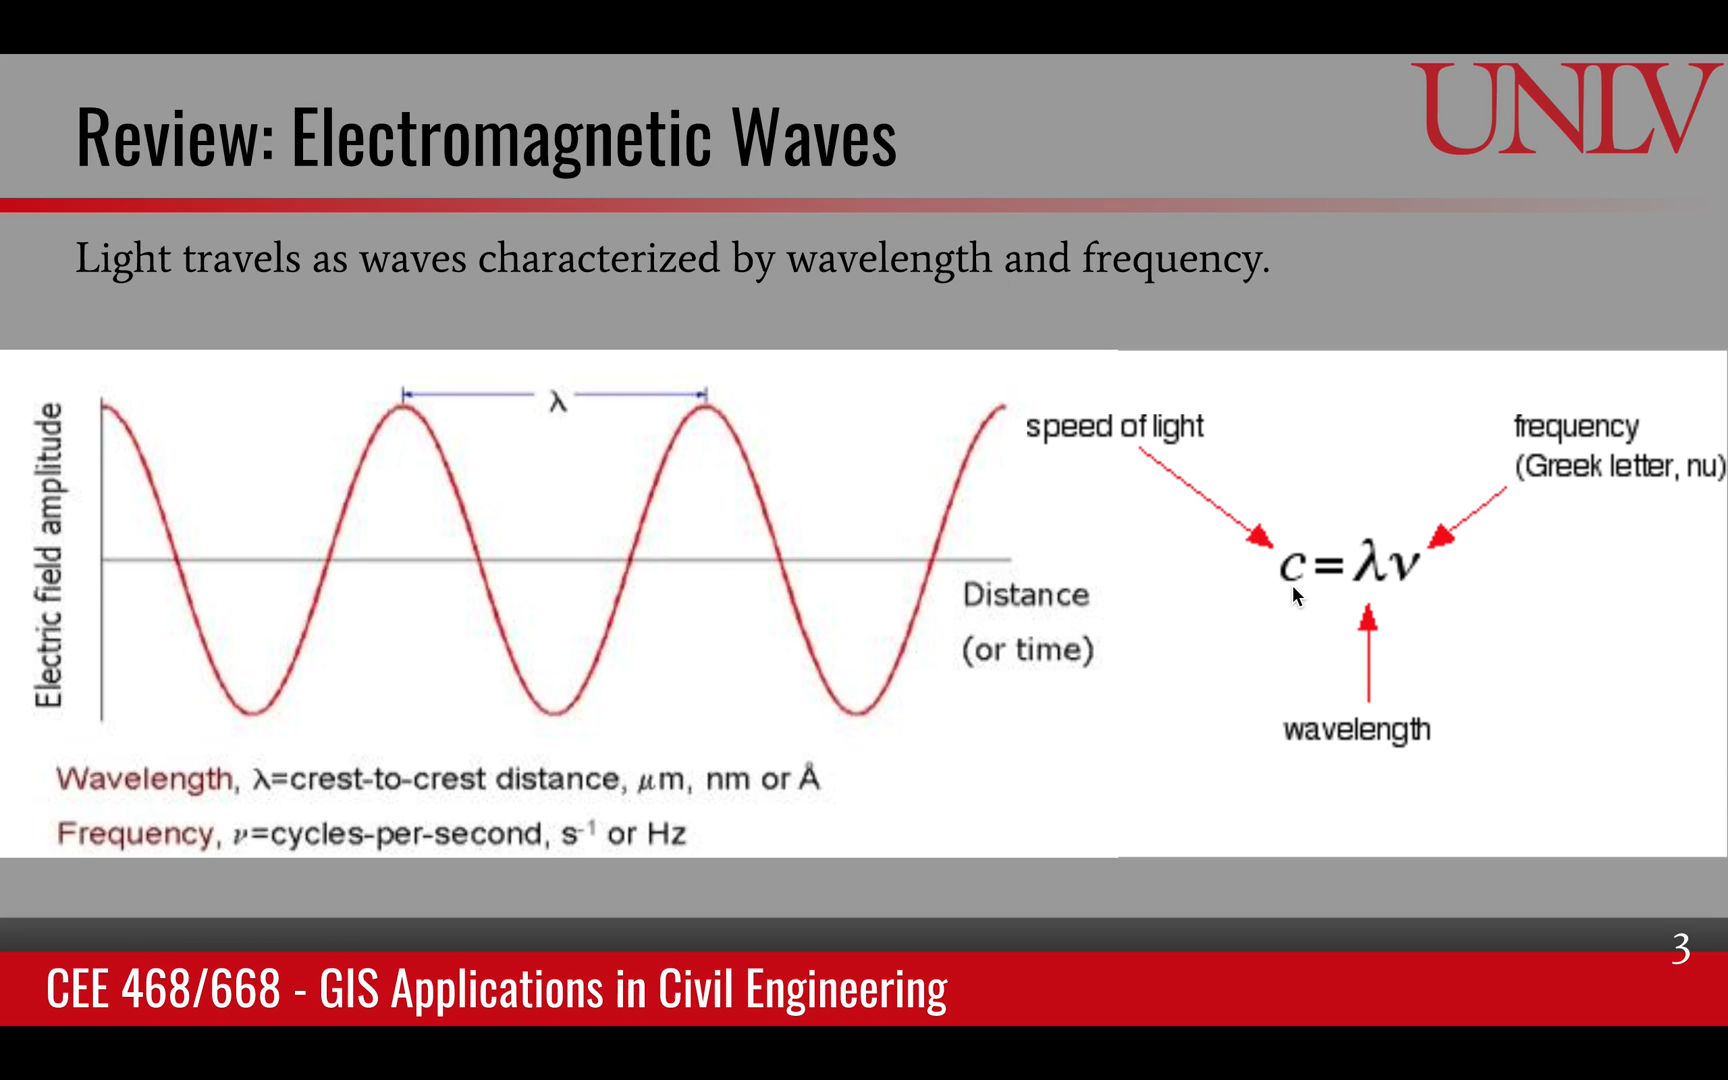 UNLV
Review: Electromagnetic Waves
Light travels as waves characterized by wavelength and frequency.
Electric field amplitude
λ
Distance
(or time)
Wavelength, λ=crest-to-crest distance, μm, nm or Å
Frequency, ν=cycles-per-second, s⁻¹ or Hz
speed of light
frequency
(Greek letter, nu)
c=λν
wavelength
3
CEE 468/668 - GIS Applications in Civil Engineering